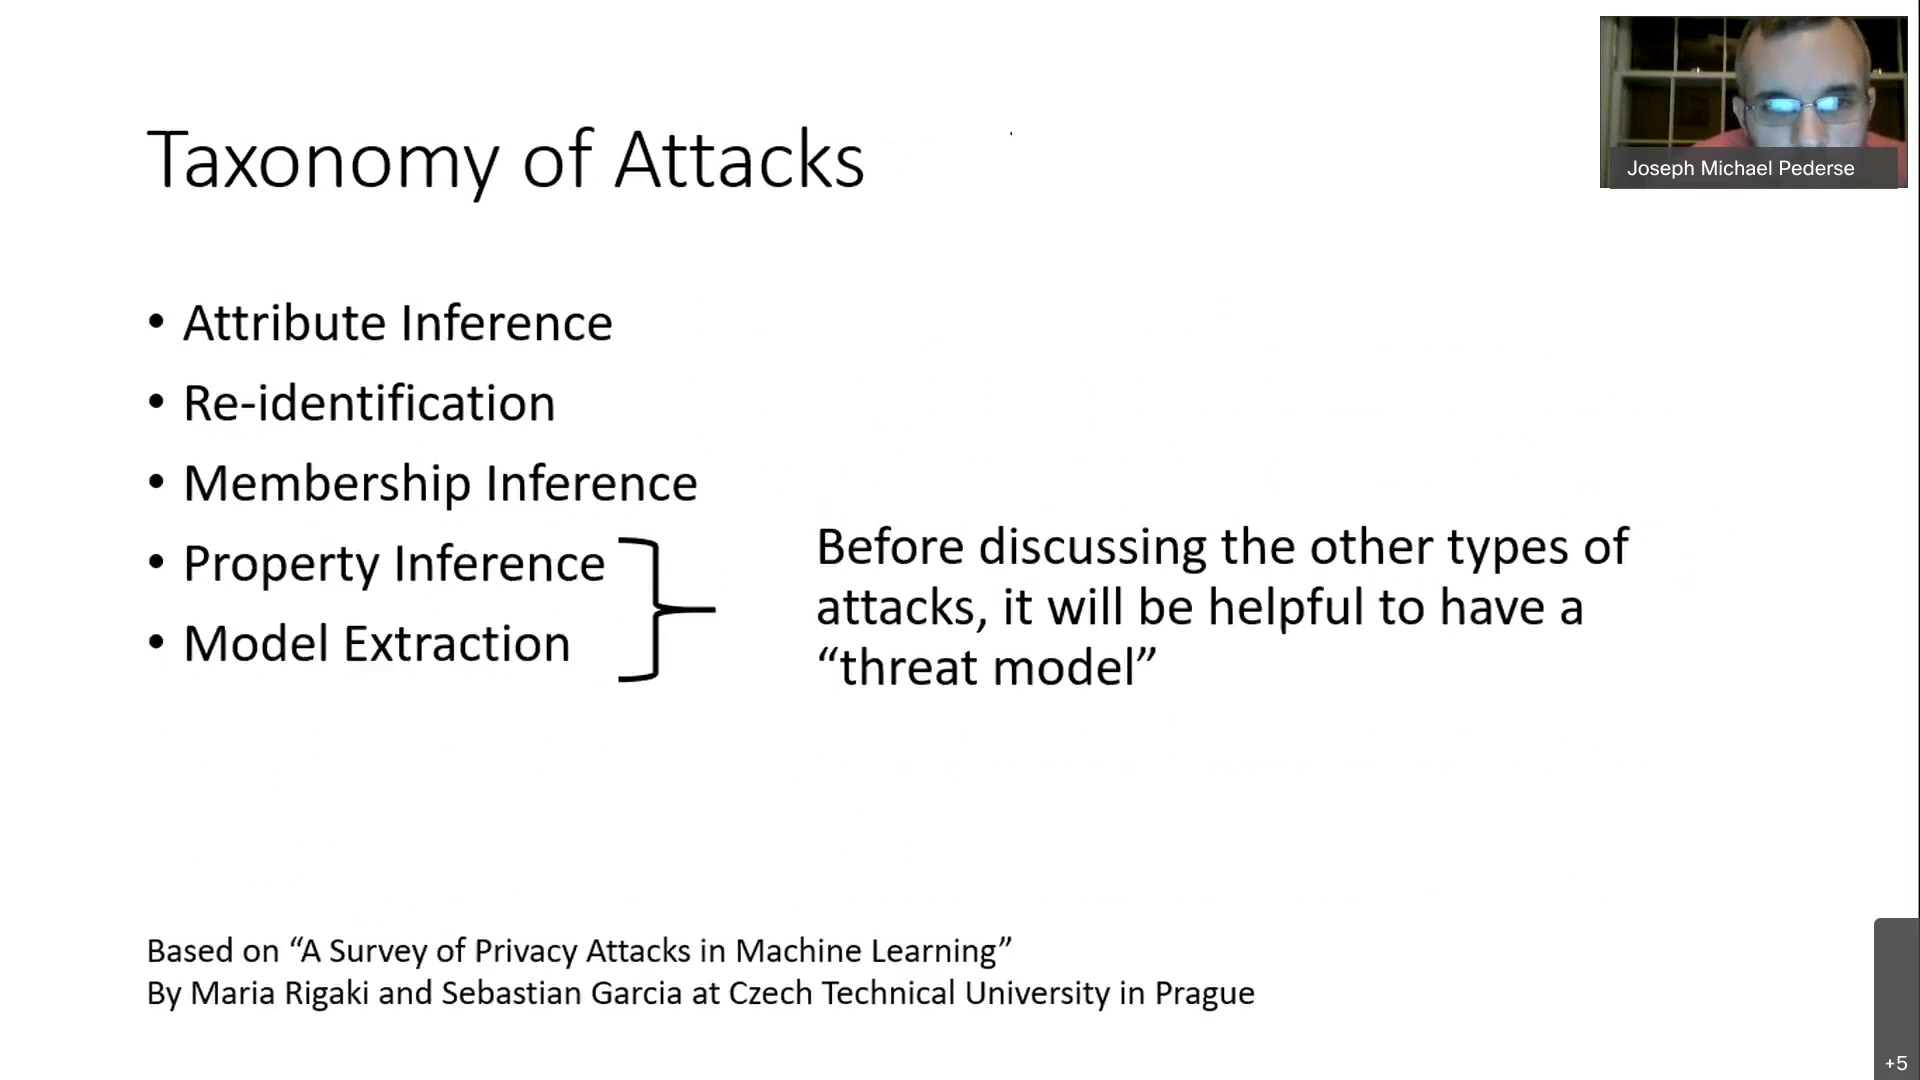 Taxonomy of Attacks
Joseph Michael Pederse
• Attribute Inference
• Re-identification
• Membership Inference
• Property Inference
• Model Extraction
Before discussing the other types of
attacks, it will be helpful to have a
“threat model”
Based on “A Survey of Privacy Attacks in Machine Learning”
By Maria Rigaki and Sebastian Garcia at Czech Technical University in Prague
+5